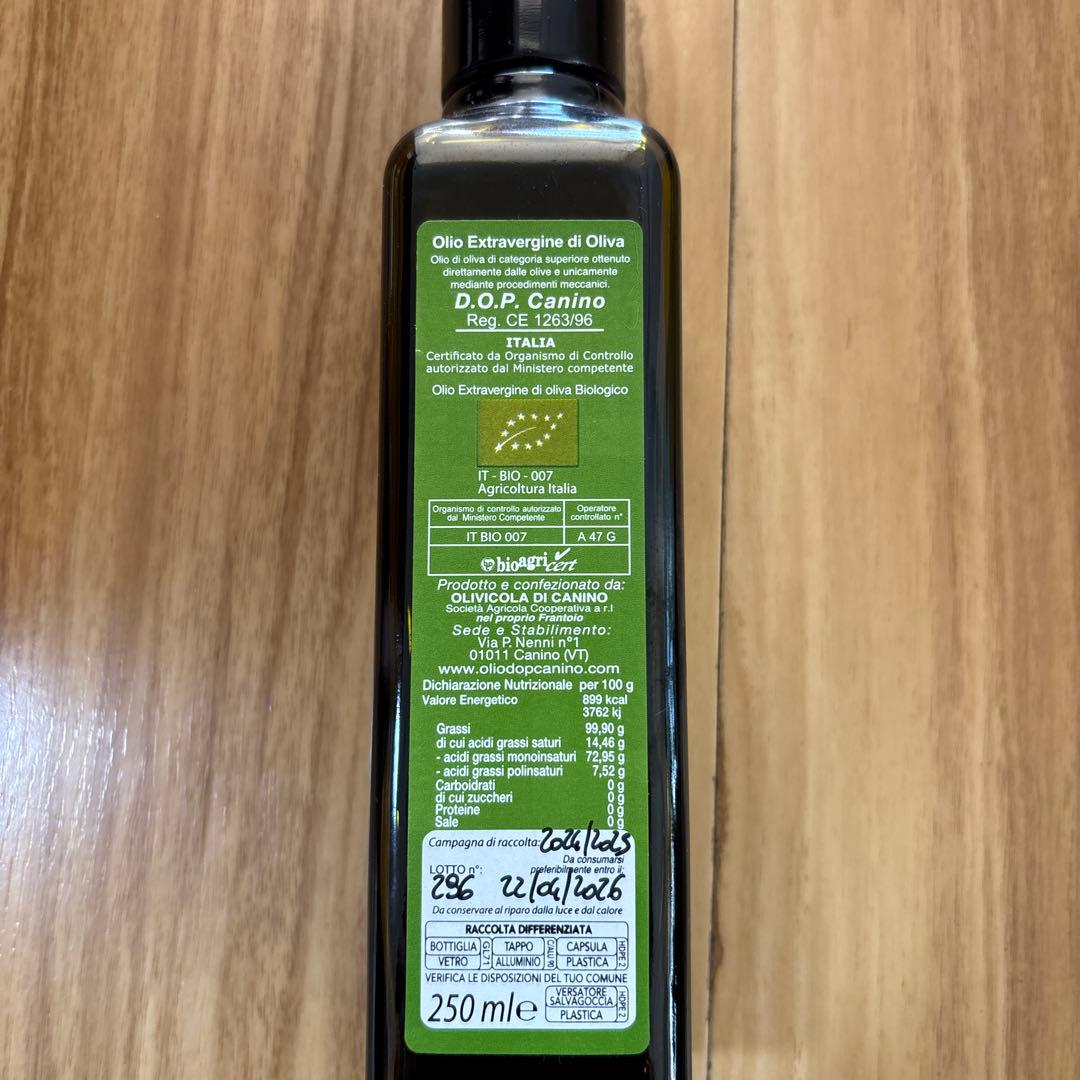 Olio Extravergine di Oliva
Olio di oliva di categoria superiore ottenuto
direttamente dalle olive e unicamente
mediante procedimenti meccanici.
D.O.P. Canino
Reg. CE 1263/96
ITALIA
Certificato da Organismo di Controllo
autorizzato dal Ministero competente
Olio Extravergine di oliva Biologico
IT - BIO - 007
Agricoltura Italia
Organismo di controllo autorizzato
dal Ministero Competente
Operatore
controllato n°
IT BIO 007 A 47 G
bioagricert
Prodotto e confezionato da:
OLIVICOLA DI CANINO
Società Agricola Cooperativa a r.l
nel proprio Frantoio
Sede e Stabilimento:
Via P. Nenni n°1
01011 Canino (VT)
www.oliodopcanino.com
Dichiarazione Nutrizionale per 100 g
Valore Energetico 899 kcal
3762 kj
Grassi 99,90 g
di cui acidi grassi saturi 14,46 g
- acidi grassi monoinsaturi 72,95 g
- acidi grassi polinsaturi 7,52 g
Carboidrati 0 g
di cui zuccheri 0 g
Proteine 0 g
Sale 0 g
Campagna di raccolta: 2024/2025
Da consumarsi
LOTTO n°: preferibilmente entro il:
296 22/04/2026
Da conservare al riparo dalla luce e dal calore
RACCOLTA DIFFERENZIATA
BOTTIGLIA GL71 TAPPO C/ALU 90 CAPSULA HDPE 2
VETRO ALLUMINIO PLASTICA
VERIFICA LE DISPOSIZIONI DEL TUO COMUNE
250 ml e
VERSATORE
SALVAGOCCIA HDPE 2
PLASTICA